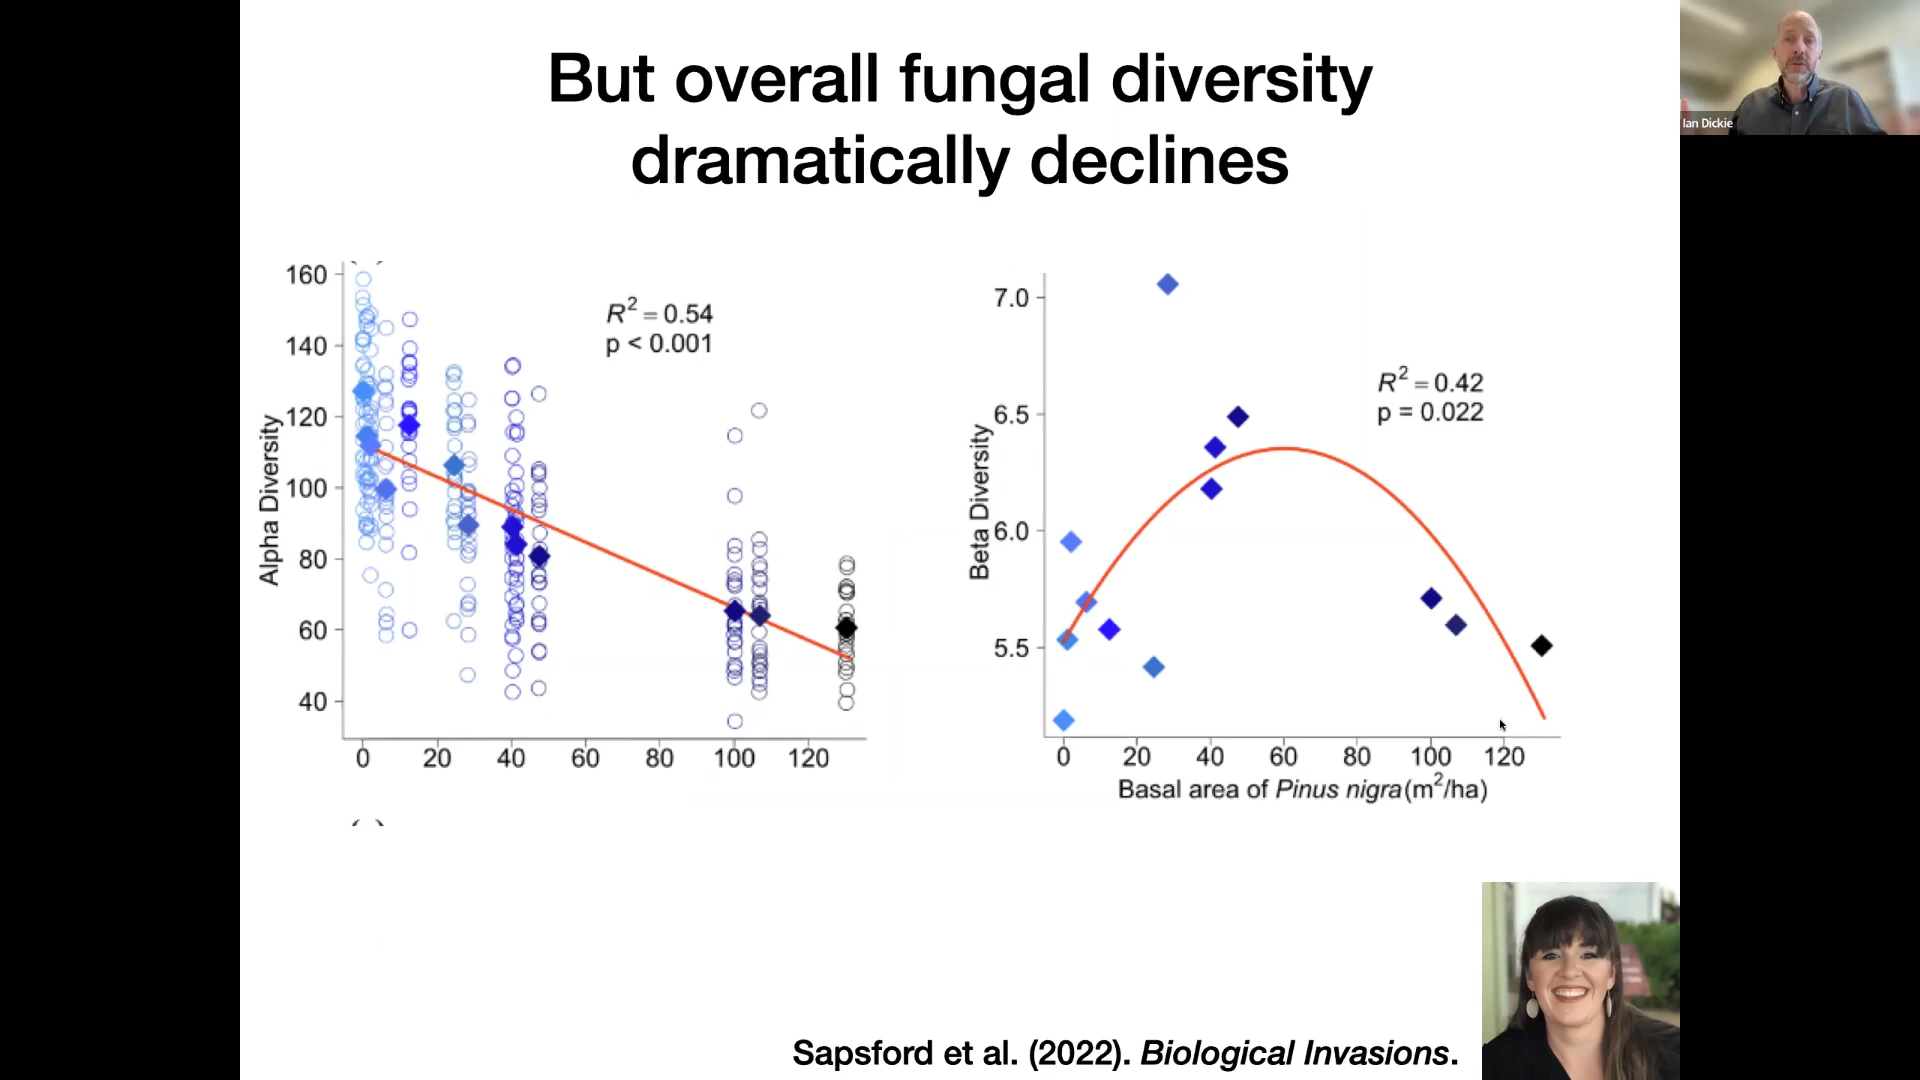 But overall fungal diversity
dramatically declines
Ian Dickie
160
140
120
100
80
60
40
Alpha Diversity
R² = 0.54
p < 0.001
0 20 40 60 80 100 120
7.0
6.5
6.0
5.5
Beta Diversity
R² = 0.42
p = 0.022
0 20 40 60 80 100 120
Basal area of Pinus nigra (m²/ha)
Sapsford et al. (2022). Biological Invasions.